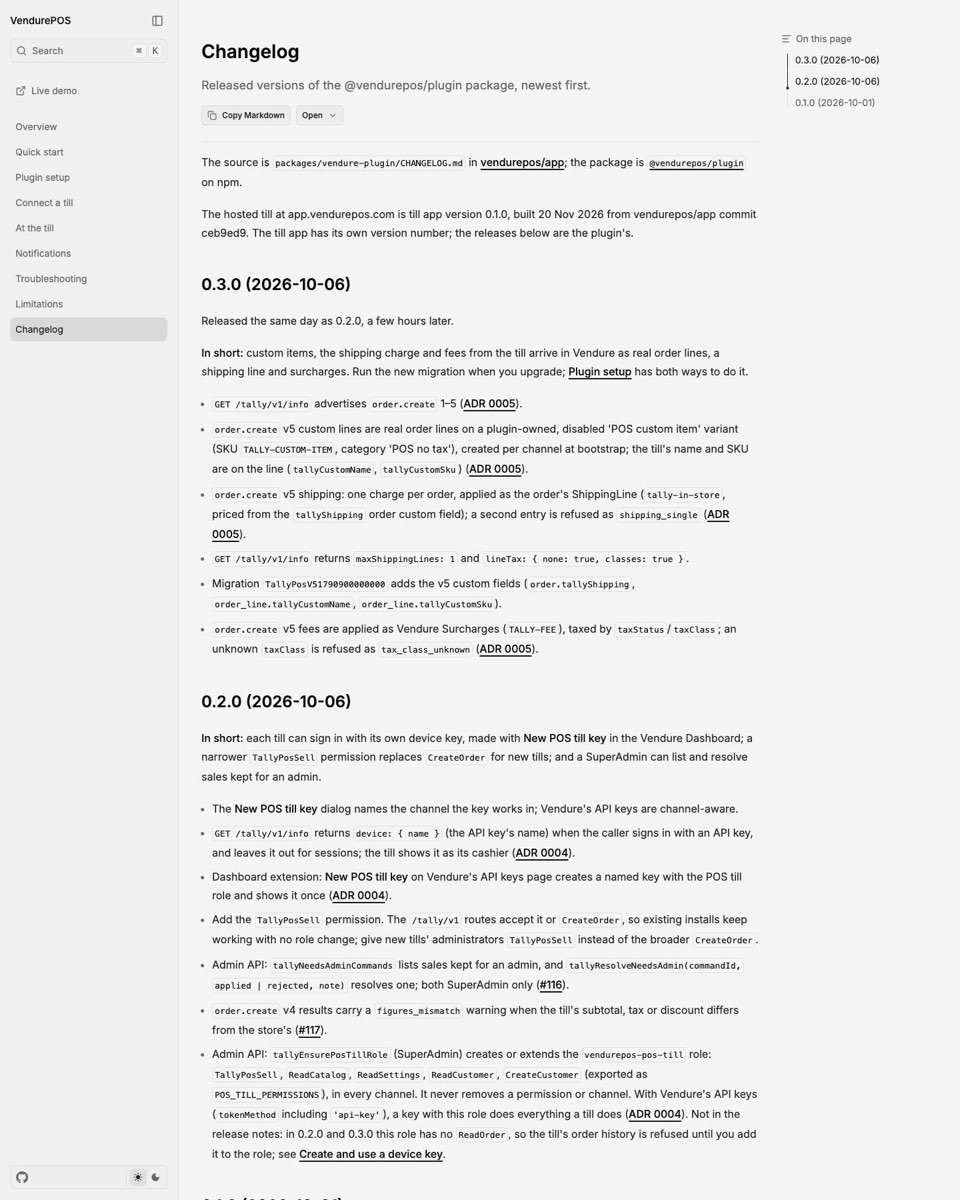 VendurePOS
Search
⌘ K
Live demo
Overview
Quick start
Plugin setup
Connect a till
At the till
Notifications
Troubleshooting
Limitations
Changelog
Changelog
Released versions of the @vendurepos/plugin package, newest first.
Copy Markdown
Open
The source is packages/vendure-plugin/CHANGELOG.md in vendurepos/app; the package is @vendurepos/plugin
on npm.
The hosted till at app.vendurepos.com is till app version 0.1.0, built 20 Nov 2026 from vendurepos/app commit
ceb9ed9. The till app has its own version number; the releases below are the plugin's.
0.3.0 (2026-10-06)
Released the same day as 0.2.0, a few hours later.
In short: custom items, the shipping charge and fees from the till arrive in Vendure as real order lines, a
shipping line and surcharges. Run the new migration when you upgrade; Plugin setup has both ways to do it.
• GET /tally/v1/info advertises order.create 1–5 (ADR 0005).
• order.create v5 custom lines are real order lines on a plugin-owned, disabled 'POS custom item' variant
(SKU TALLY-CUSTOM-ITEM, category 'POS no tax'), created per channel at bootstrap; the till's name and SKU
are on the line (tallyCustomName, tallyCustomSku) (ADR 0005).
• order.create v5 shipping: one charge per order, applied as the order's ShippingLine (tally-in-store,
priced from the tallyShipping order custom field); a second entry is refused as shipping_single (ADR
0005).
• GET /tally/v1/info returns maxShippingLines: 1 and lineTax: { none: true, classes: true }.
• Migration TallyPosV51790900000000 adds the v5 custom fields (order.tallyShipping,
order_line.tallyCustomName, order_line.tallyCustomSku).
• order.create v5 fees are applied as Vendure Surcharges (TALLY-FEE), taxed by taxStatus/taxClass; an
unknown taxClass is refused as tax_class_unknown (ADR 0005).
0.2.0 (2026-10-06)
In short: each till can sign in with its own device key, made with New POS till key in the Vendure Dashboard; a
narrower TallyPosSell permission replaces CreateOrder for new tills; and a SuperAdmin can list and resolve
sales kept for an admin.
• The New POS till key dialog names the channel the key works in; Vendure's API keys are channel-aware.
• GET /tally/v1/info returns device: { name } (the API key's name) when the caller signs in with an API key,
and leaves it out for sessions; the till shows it as its cashier (ADR 0004).
• Dashboard extension: New POS till key on Vendure's API keys page creates a named key with the POS till
role and shows it once (ADR 0004).
• Add the TallyPosSell permission. The /tally/v1 routes accept it or CreateOrder, so existing installs keep
working with no role change; give new tills' administrators TallyPosSell instead of the broader CreateOrder.
• Admin API: tallyNeedsAdminCommands lists sales kept for an admin, and tallyResolveNeedsAdmin(commandId,
applied | rejected, note) resolves one; both SuperAdmin only (#116).
• order.create v4 results carry a figures_mismatch warning when the till's subtotal, tax or discount differs
from the store's (#117).
• Admin API: tallyEnsurePosTillRole (SuperAdmin) creates or extends the vendurepos-pos-till role:
TallyPosSell, ReadCatalog, ReadSettings, ReadCustomer, CreateCustomer (exported as
POS_TILL_PERMISSIONS), in every channel. It never removes a permission or channel. With Vendure's API keys
(tokenMethod including 'api-key'), a key with this role does everything a till does (ADR 0004). Not in the
release notes: in 0.2.0 and 0.3.0 this role has no ReadOrder, so the till's order history is refused until you add
it to the role; see Create and use a device key.
On this page
0.3.0 (2026-10-06)
0.2.0 (2026-10-06)
0.1.0 (2026-10-01)